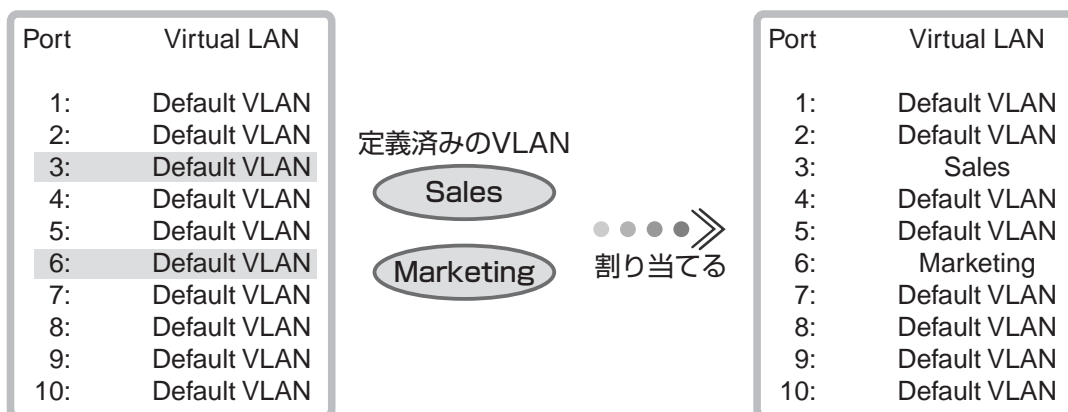 Port Virtual LAN
1: Default VLAN
2: Default VLAN
3: Default VLAN
4: Default VLAN
5: Default VLAN
6: Default VLAN
7: Default VLAN
8: Default VLAN
9: Default VLAN
10: Default VLAN
定義済みのVLAN
Sales
Marketing
割り当てる
Port Virtual LAN
1: Default VLAN
2: Default VLAN
3: Sales
4: Default VLAN
5: Default VLAN
6: Marketing
7: Default VLAN
8: Default VLAN
9: Default VLAN
10: Default VLAN